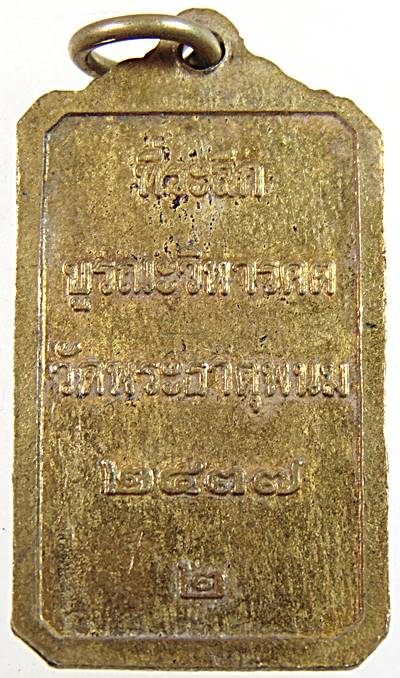 ที่ระลึก
บูรณะวิหารคด
วัดพระธาตุพนม
๒๕๓๗
๒